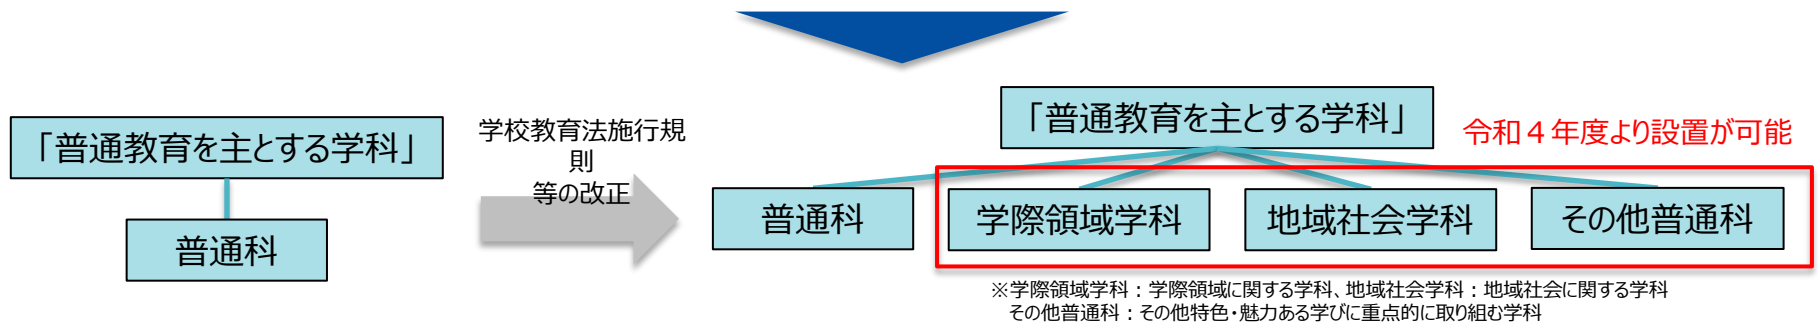 「普通教育を主とする学科」
普通科
学校教育法施行規
則
等の改正
「普通教育を主とする学科」
令和４年度より設置が可能
普通科
学際領域学科
地域社会学科
その他普通科
※学際領域学科：学際領域に関する学科、地域社会学科：地域社会に関する学科
その他普通科：その他特色・魅力ある学びに重点的に取り組む学科